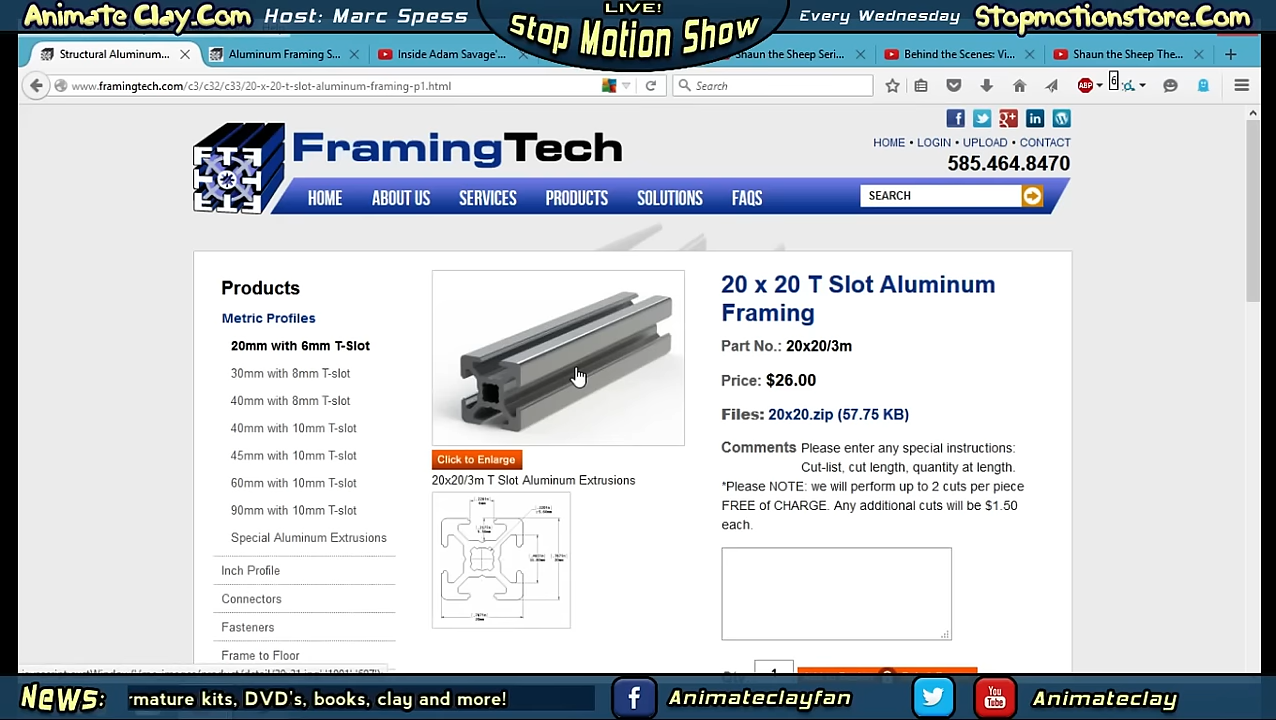 Animate Clay.Com
Host: Marc Spess
LIVE!
Stop Motion Show
Every Wednesday
Stopmotionstore.Com
Structural Aluminum...
Aluminum Framing S...
Inside Adam Savage'...
Shaun the Sheep Seri...
Behind the Scenes: Vi...
Shaun the Sheep The...
www.framingtech.com/c3/c32/c33/20-x-20-t-slot-aluminum-framing-p1.html
Search
ABP
6
FramingTech
HOME • LOGIN • UPLOAD • CONTACT
585.464.8470
HOME ABOUT US SERVICES PRODUCTS SOLUTIONS FAQS
SEARCH
Products
Metric Profiles
20mm with 6mm T-Slot
30mm with 8mm T-slot
40mm with 8mm T-slot
40mm with 10mm T-slot
45mm with 10mm T-slot
60mm with 10mm T-slot
90mm with 10mm T-slot
Special Aluminum Extrusions
Inch Profile
Connectors
Fasteners
Frame to Floor
Click to Enlarge
20x20/3m T Slot Aluminum Extrusions
20 x 20 T Slot Aluminum
Framing
Part No.: 20x20/3m
Price: $26.00
Files: 20x20.zip (57.75 KB)
Comments Please enter any special instructions:
Cut-list, cut length, quantity at length.
*Please NOTE: we will perform up to 2 cuts per piece
FREE of CHARGE. Any additional cuts will be $1.50
each.
1
News:
mature kits, DVD's, books, clay and more!
Animateclayfan
You Tube
Animateclay